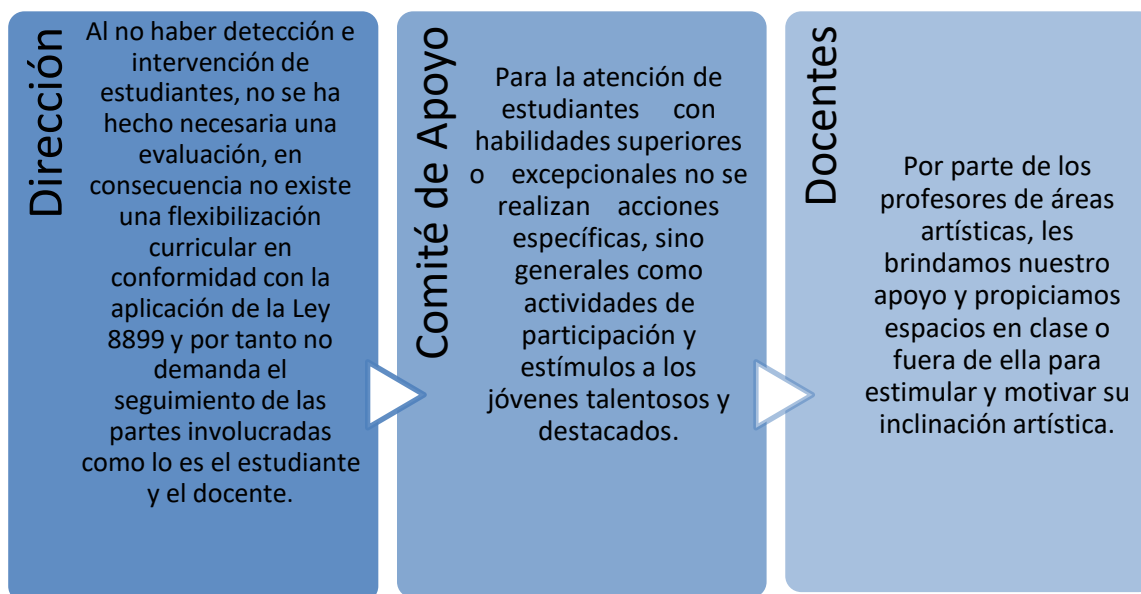 Dirección
Al no haber detección e
intervención de
estudiantes, no se ha
hecho necesaria una
evaluación, en
consecuencia no existe
una flexibilización
curricular en
conformidad con la
aplicación de la Ley
8899 y por tanto no
demanda el
seguimiento de las
partes involucradas
como lo es el estudiante
y el docente.
Comité de Apoyo
Para la atención de
estudiantes con
habilidades superiores
o excepcionales no se
realizan acciones
específicas, sino
generales como
actividades de
participación y
estímulos a los
jóvenes talentosos y
destacados.
Docentes
Por parte de los
profesores de áreas
artísticas, les
brindamos nuestro
apoyo y propiciamos
espacios en clase o
fuera de ella para
estimular y motivar su
inclinación artística.